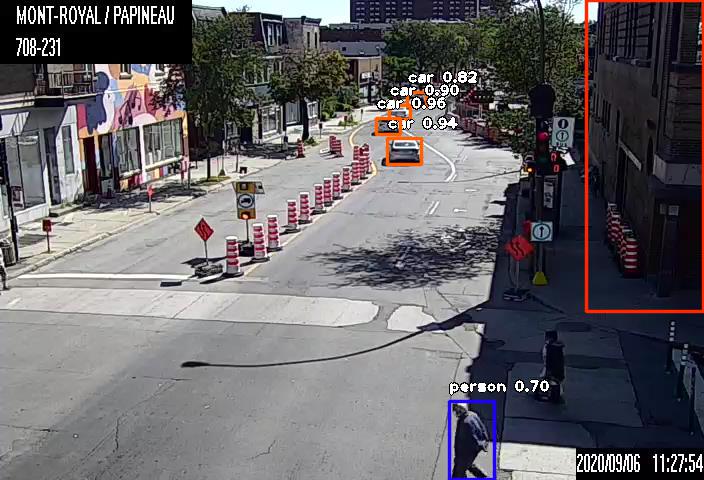 MONT-ROYAL / PAPINEAU
708-231
car 0.82
car 0.90
car 0.96
car 0.94
person 0.70
2020/09/06 11:27:54